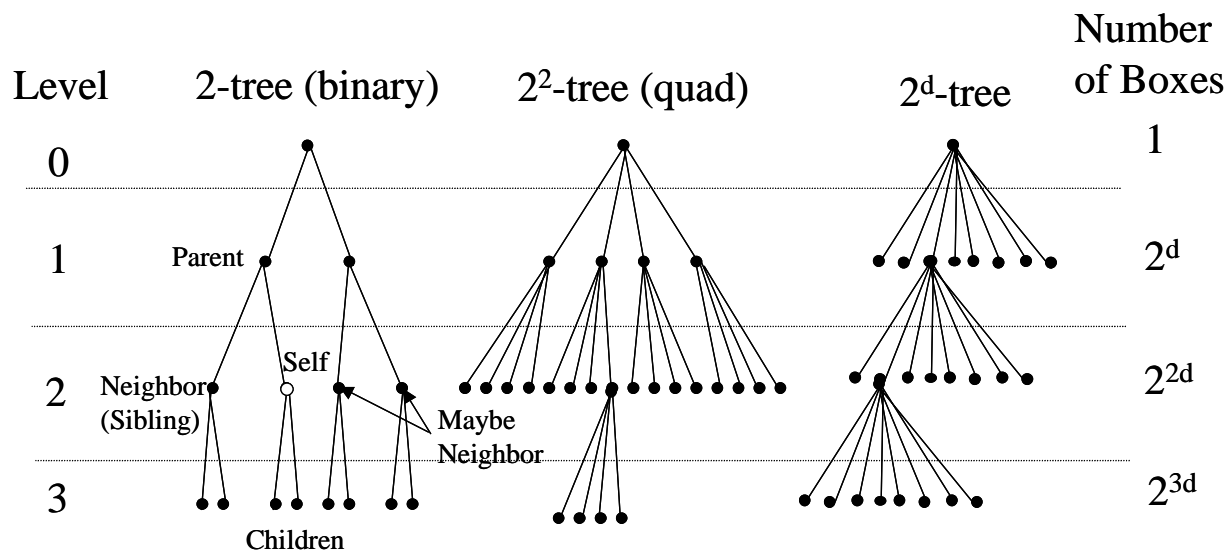 Number
of Boxes
Level
2-tree (binary)
2²-tree (quad)
2ᵈ-tree
0
1
1
Parent
2ᵈ
2
Neighbor
(Sibling)
Self
Maybe
Neighbor
2²ᵈ
3
Children
2³ᵈ